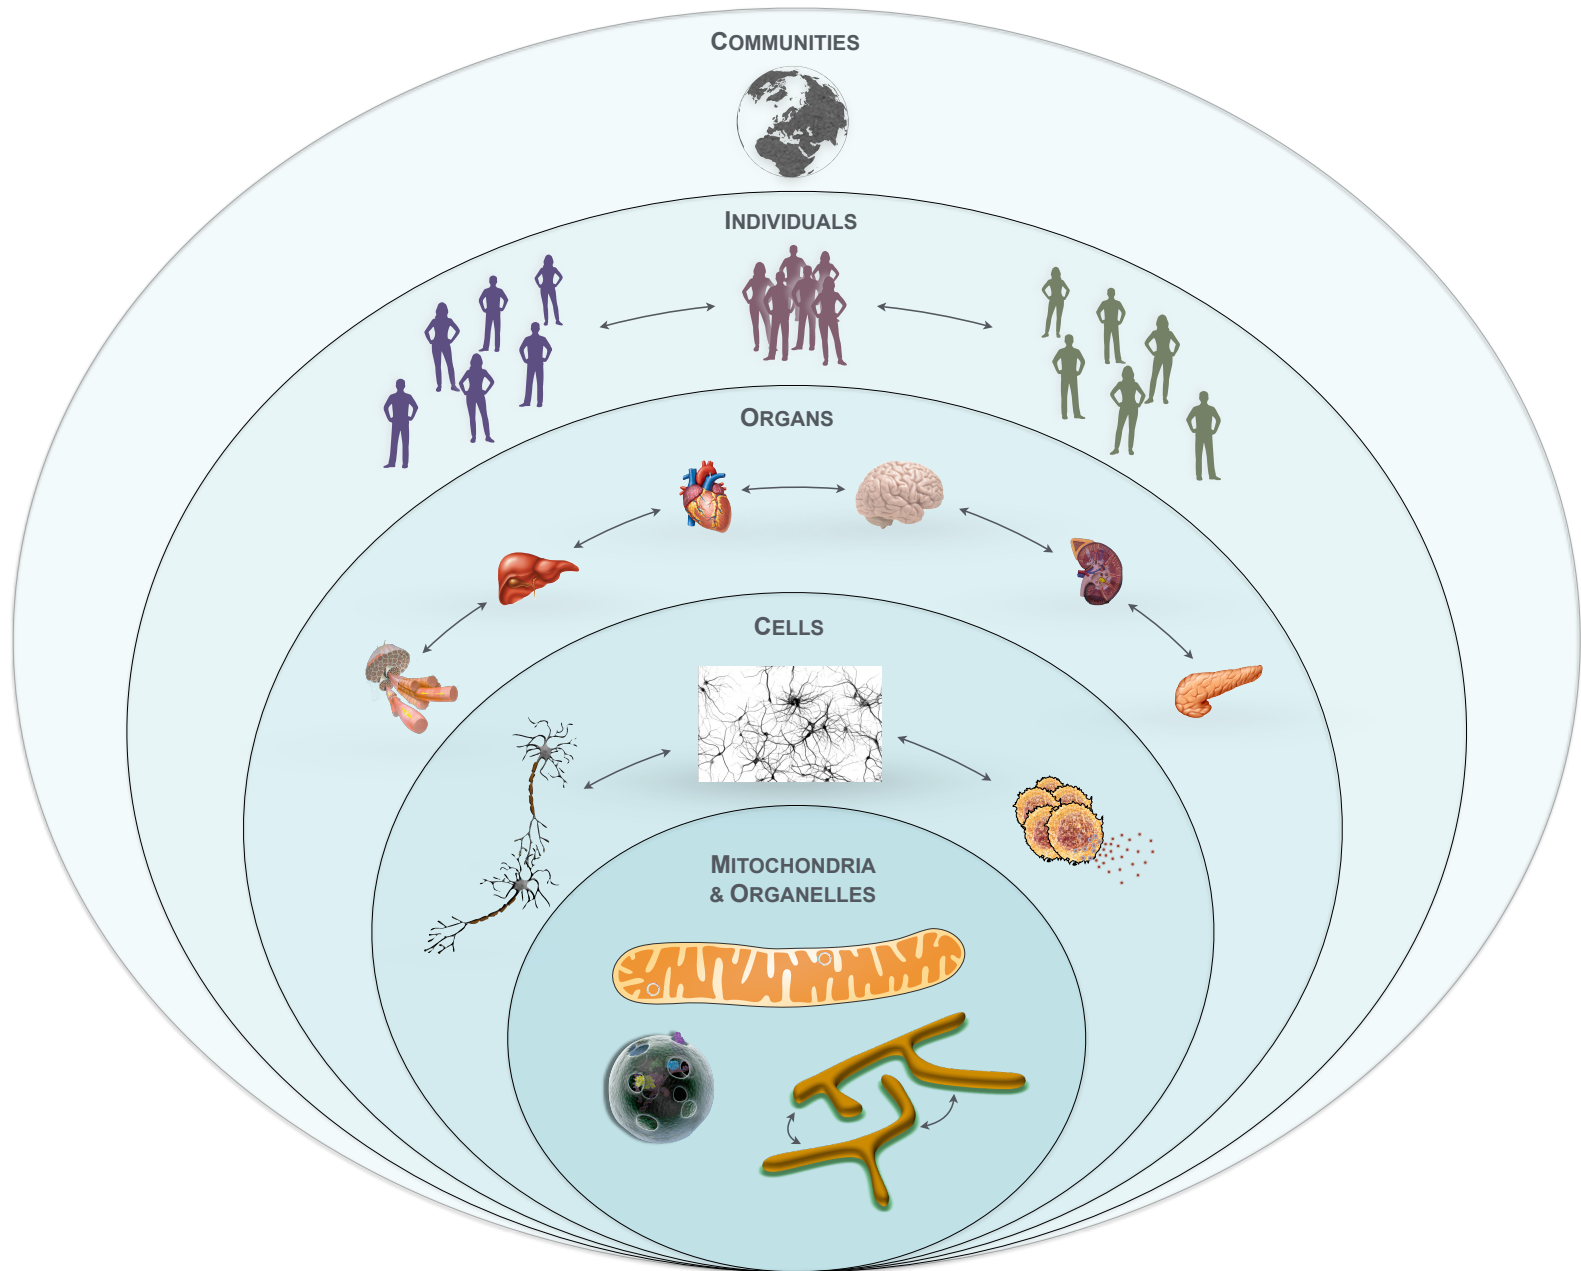 COMMUNITIES
INDIVIDUALS
ORGANS
CELLS
MITOCHONDRIA
& ORGANELLES